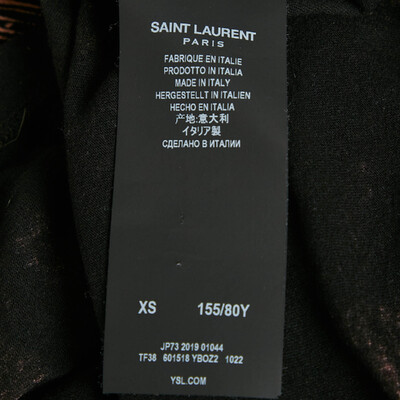 SAINT LAURENT
PARIS
FABRIQUE EN ITALIE
PRODOTTO IN ITALIA
MADE IN ITALY
HERGESTELLT IN ITALIEN
HECHO EN ITALIA
产地:意大利
イタリア製
СДЕЛАНО В ИТАЛИИ
XS 155/80Y
JP73 2019 01044
TF38 601518 YBOZ2 1022
YSL.COM